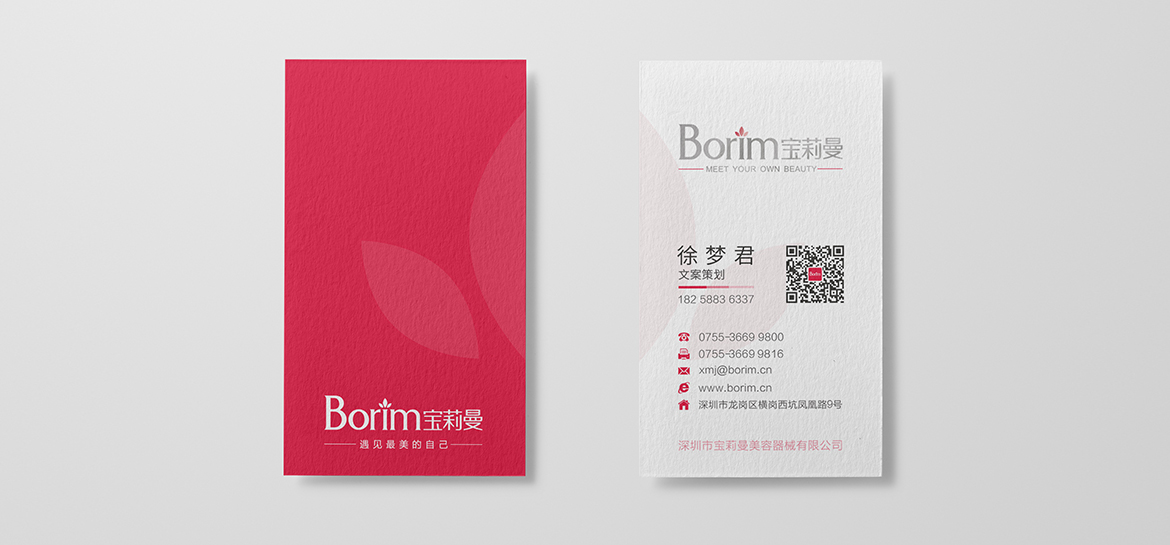 Borim宝莉曼
遇见最美的自己
Borim宝莉曼
MEET YOUR OWN BEAUTY
徐梦君
文案策划
182 5883 6337
Borim
0755-3669 9800
0755-3669 9816
xmj@borim.cn
www.borim.cn
深圳市龙岗区横岗西坑凤凰路9号
深圳市宝莉曼美容器械有限公司